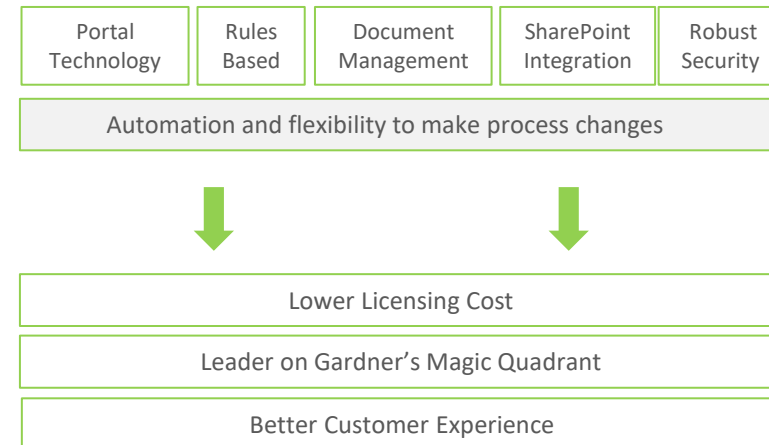 Portal
Technology
Rules
Based
Document
Management
SharePoint
Integration
Robust
Security
Automation and flexibility to make process changes
Lower Licensing Cost
Leader on Gardner’s Magic Quadrant
Better Customer Experience